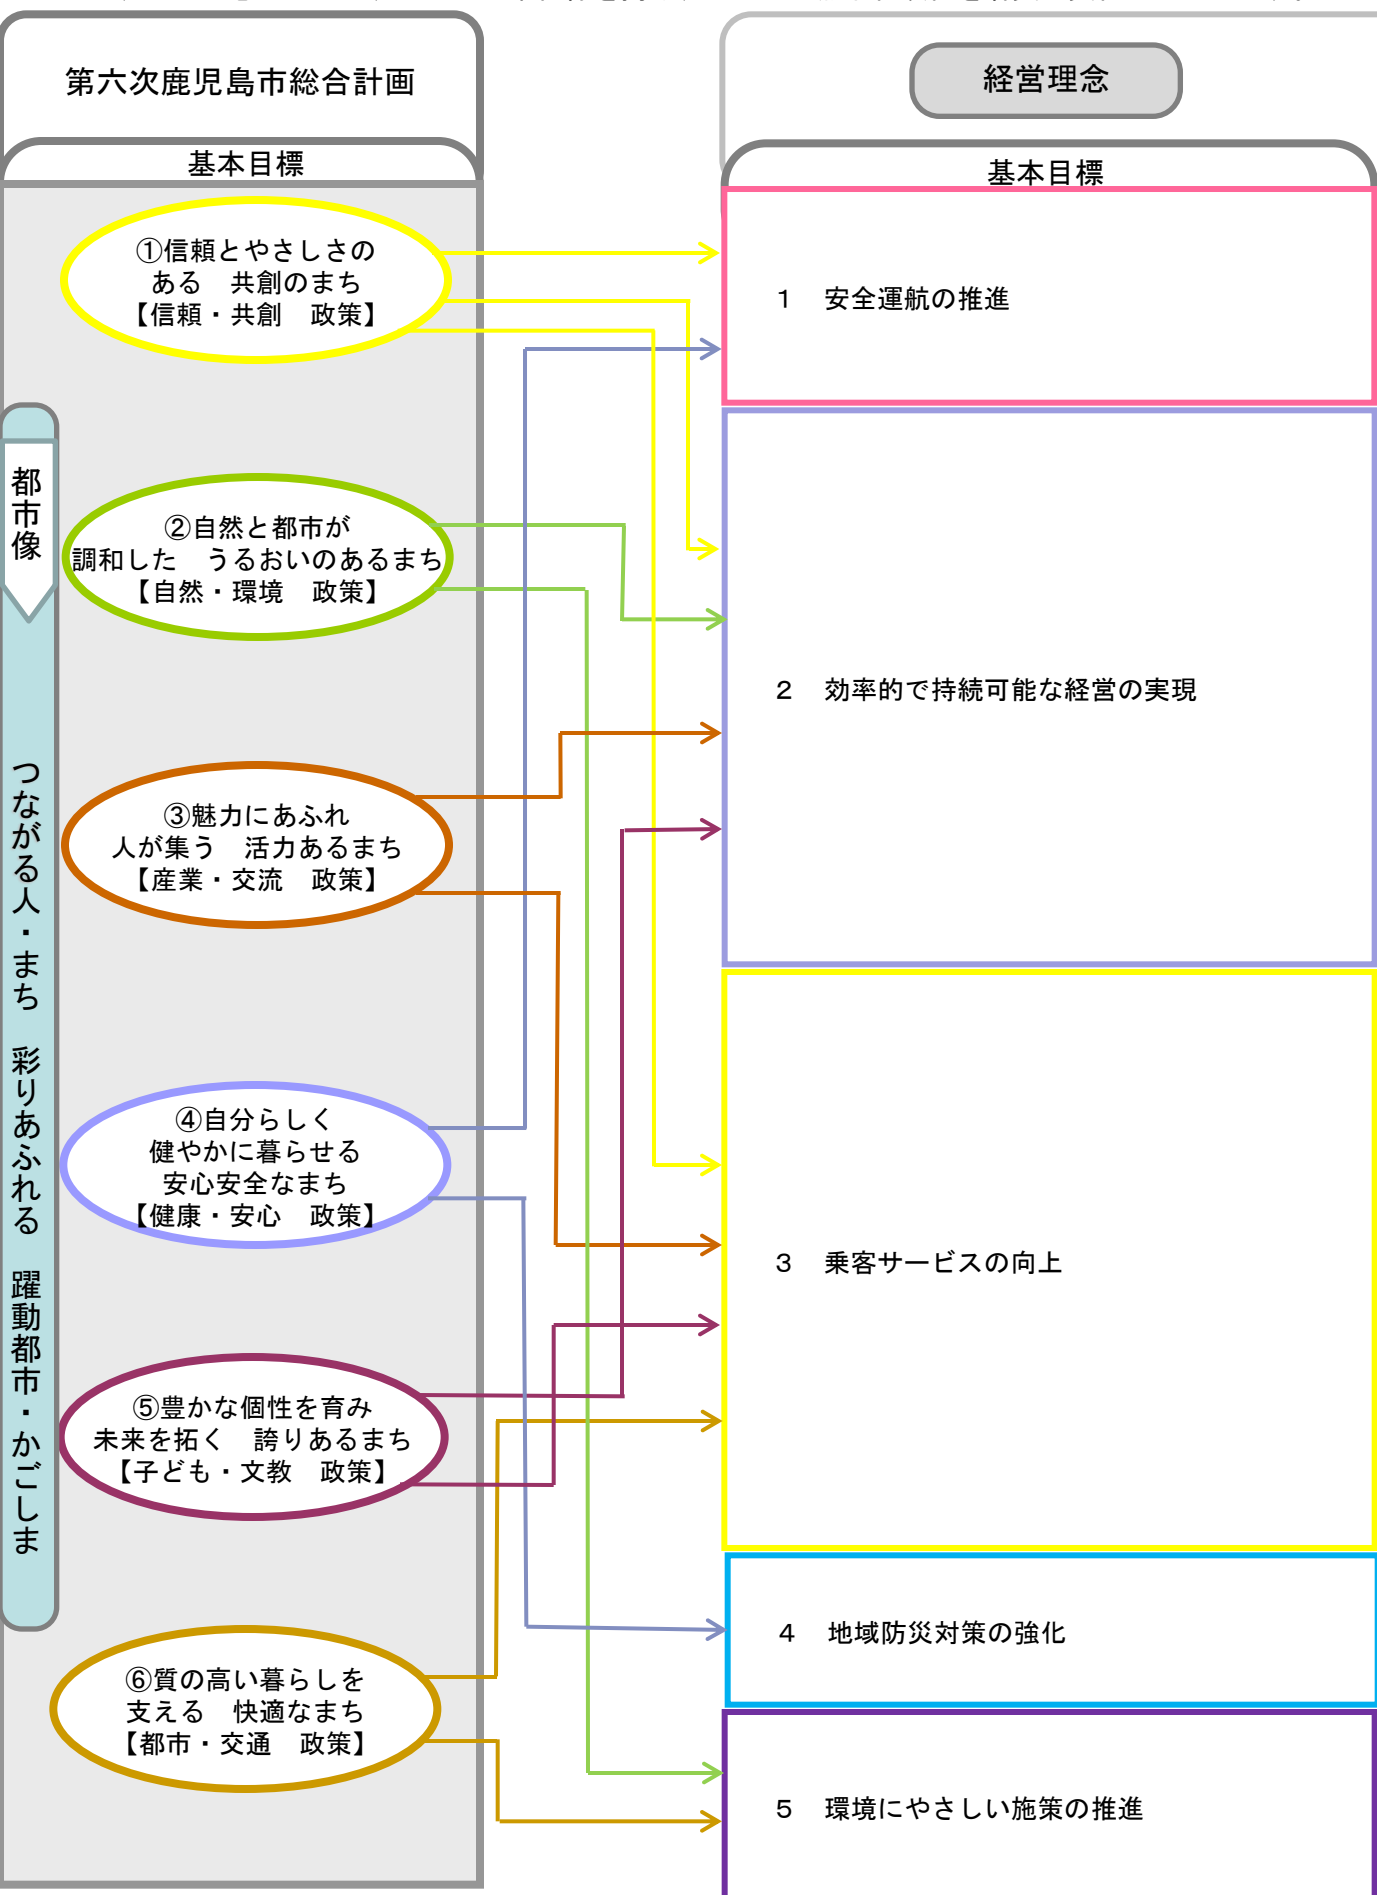 第六次鹿児島市総合計画
基本目標
①信頼とやさしさの
ある　共創のまち
【信頼・共創　政策】
②自然と都市が
調和した　うるおいのあるまち
【自然・環境　政策】
③魅力にあふれ
人が集う　活力あるまち
【産業・交流　政策】
④自分らしく
健やかに暮らせる
安心安全なまち
【健康・安心　政策】
⑤豊かな個性を育み
未来を拓く　誇りあるまち
【子ども・文教　政策】
⑥質の高い暮らしを
支える　快適なまち
【都市・交通　政策】
都市像
つながる人・まち　彩りあふれる　躍動都市・かごしま
経営理念
基本目標
１　安全運航の推進
２　効率的で持続可能な経営の実現
３　乗客サービスの向上
４　地域防災対策の強化
５　環境にやさしい施策の推進